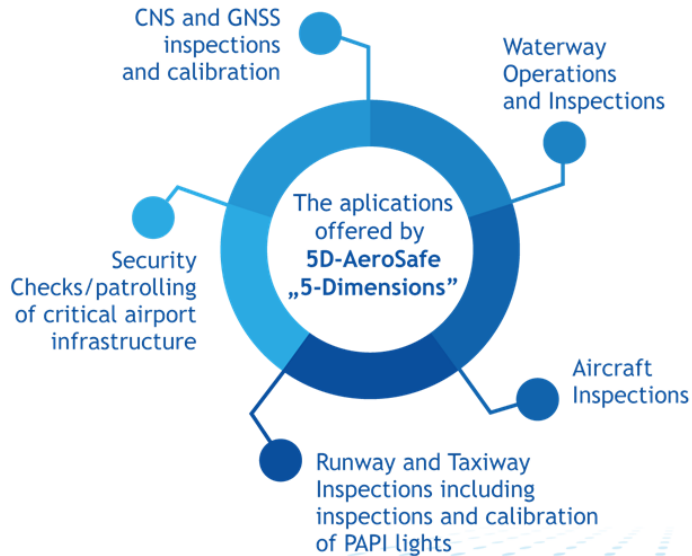 CNS and GNSS
inspections
and calibration
Waterway
Operations
and Inspections
The aplications
offered by
5D-AeroSafe
„5-Dimensions”
Security
Checks/patrolling
of critical airport
infrastructure
Aircraft
Inspections
Runway and Taxiway
Inspections including
inspections and calibration
of PAPI lights